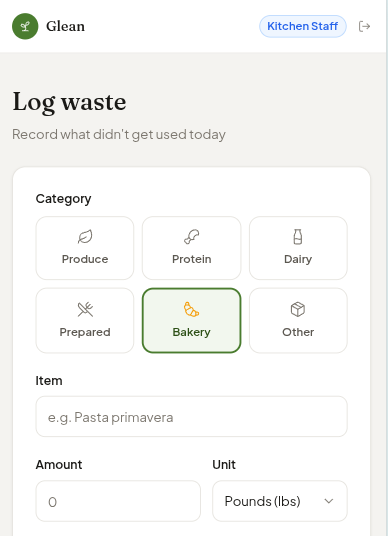 Glean
Kitchen Staff
Log waste
Record what didn't get used today
Category
Produce
Protein
Dairy
Prepared
Bakery
Other
Item
e.g. Pasta primavera
Amount
Unit
0
Pounds (lbs)